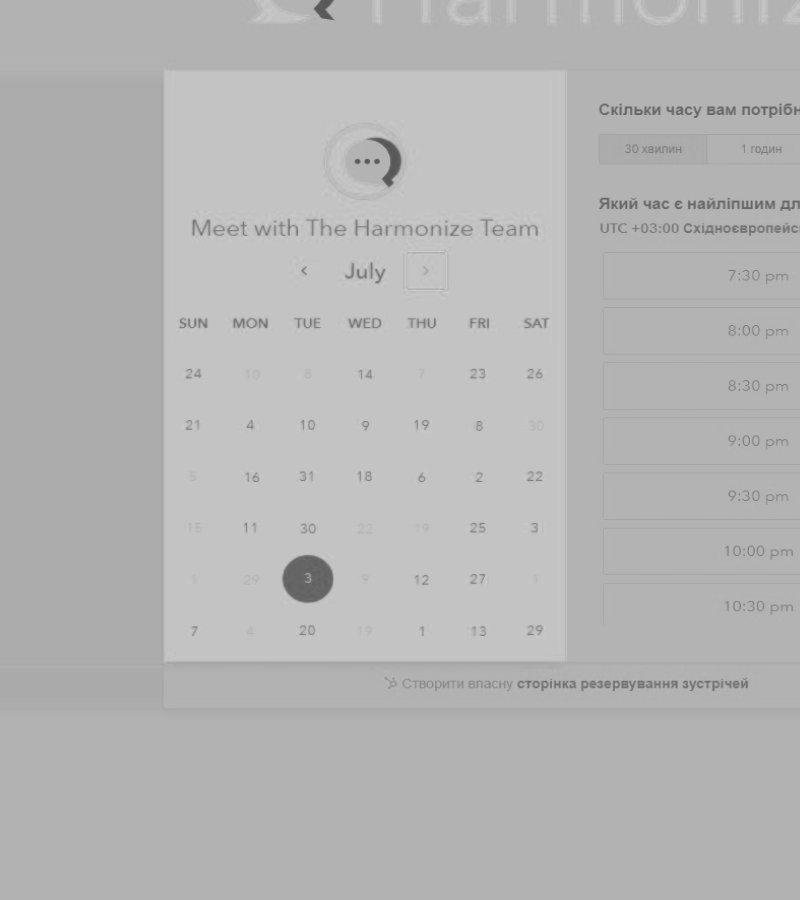 Harmoniz
Meet with The Harmonize Team
‹ July ›
SUN MON TUE WED THU FRI SAT
24 10 8 14 7 23 26
21 4 10 9 19 8 30
5 16 31 18 6 2 22
15 11 30 22 19 25 3
1 29 3 9 12 27 1
7 4 20 19 1 13 29
Скільки часу вам потрібн
30 хвилин 1 годин
Який час є найліпшим дл
UTC +03:00 Східноєвропейсь
7:30 pm
8:00 pm
8:30 pm
9:00 pm
9:30 pm
10:00 pm
10:30 pm
Створити власну сторінка резервування зустрічей